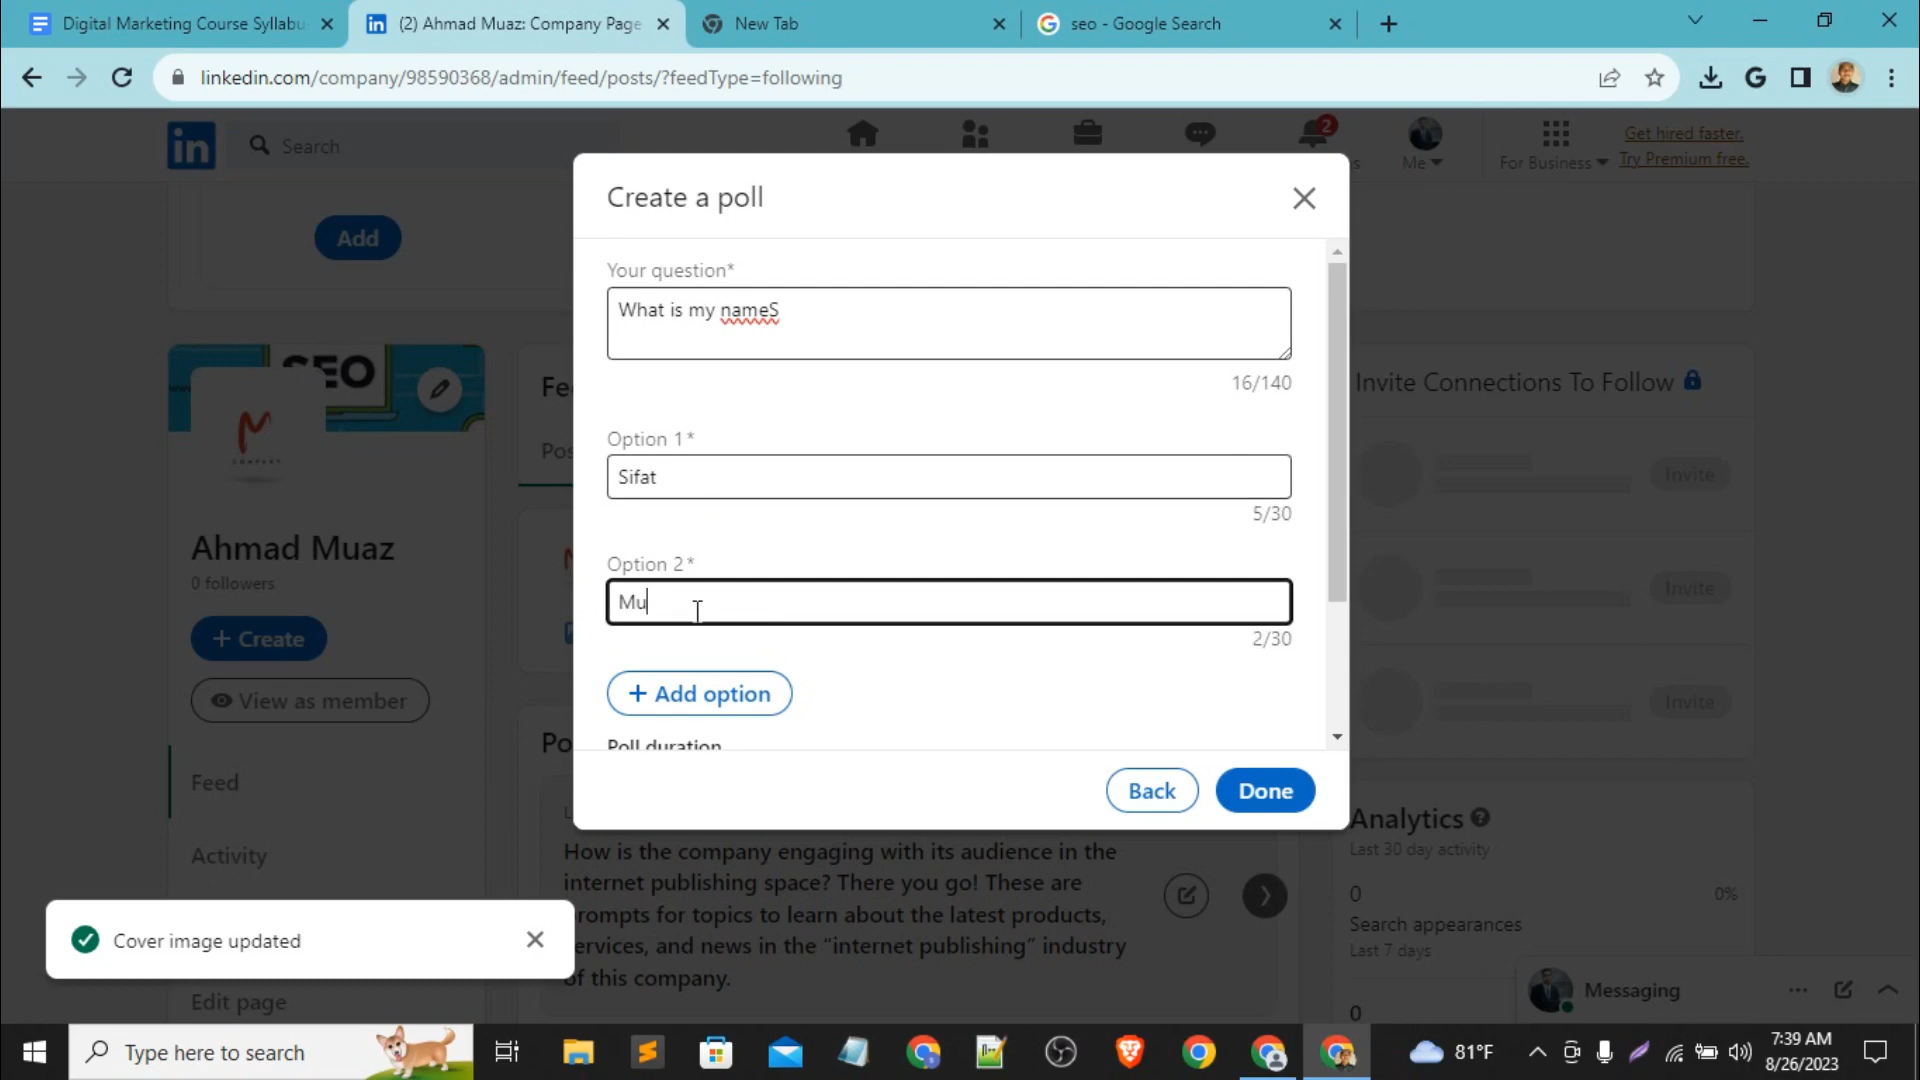 Digital Marketing Course Syllabu
(2) Ahmad Muaz: Company Page
New Tab
seo - Google Search
linkedin.com/company/98590368/admin/feed/posts/?feedType=following
in
Search
2
Me
For Business
Get hired faster.
Try Premium free.
Add
Create a poll
Your question*
What is my nameS
16/140
Option 1*
Sifat
5/30
Option 2*
Mu
2/30
+ Add option
Poll duration
Back
Done
SEO
M
COMPANY
Ahmad Muaz
0 followers
+ Create
View as member
Feed
Activity
Edit page
Fe
Pos
Po
How is the company engaging with its audience in the
internet publishing space? There you go! These are
rompts for topics to learn about the latest products,
ervices, and news in the “internet publishing” industry
of this company.
Invite Connections To Follow
Invite
Invite
Invite
Analytics
Last 30 day activity
0
0%
Search appearances
Last 7 days
0
Messaging
Cover image updated
Type here to search
81°F
7:39 AM
8/26/2023